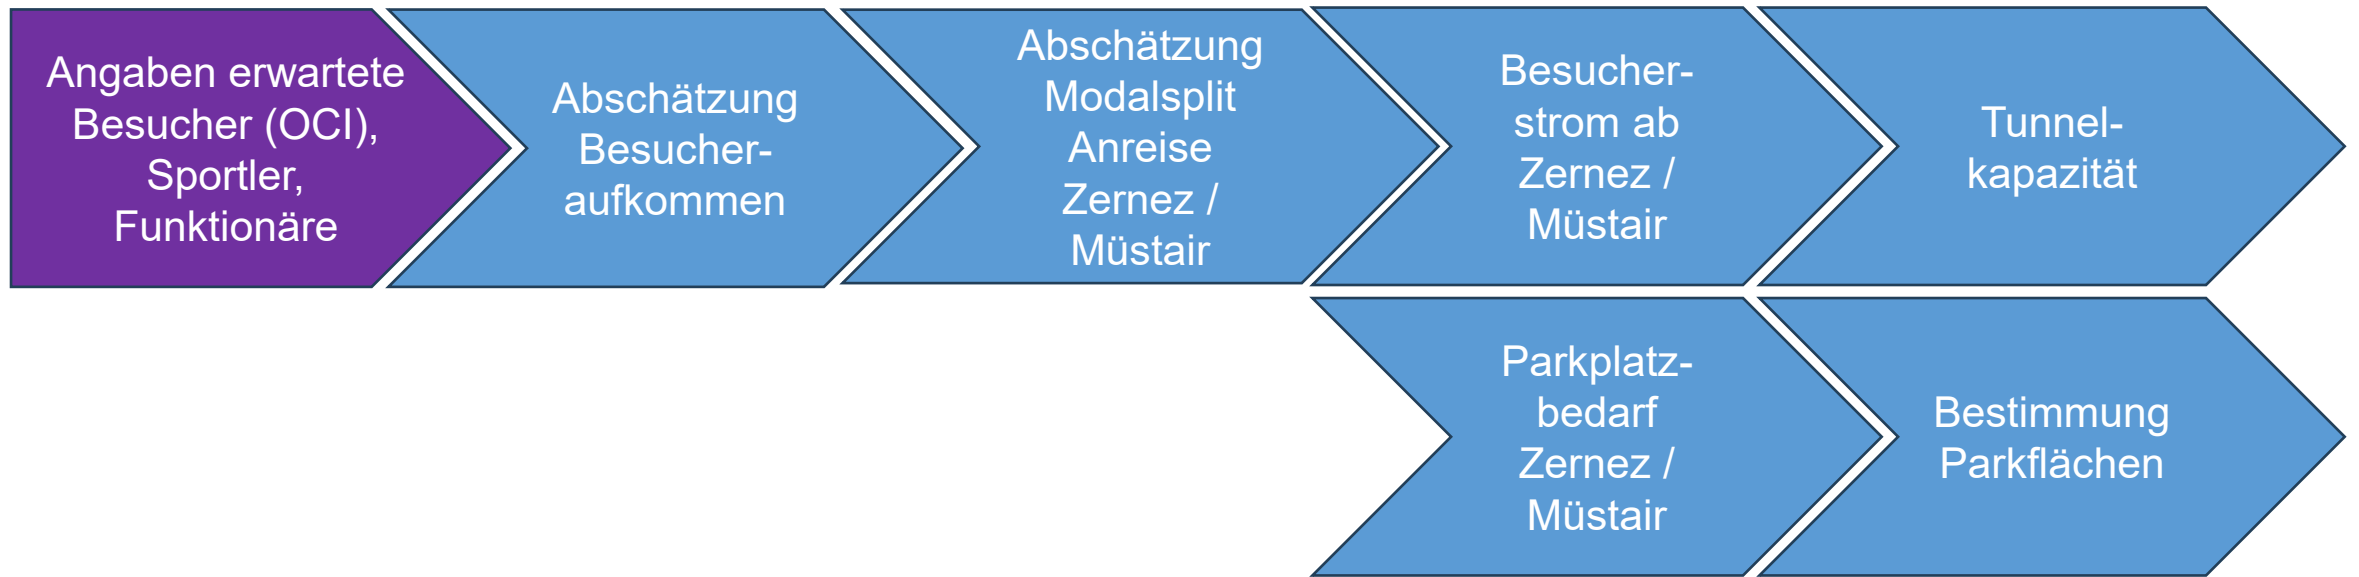 Angaben erwartete
Besucher (OCI),
Sportler,
Funktionäre
Abschätzung
Besucher-
aufkommen
Abschätzung
Modalsplit
Anreise
Zernez /
Müstair
Besucher-
strom ab
Zernez /
Müstair
Tunnel-
kapazität
Parkplatz-
bedarf
Zernez /
Müstair
Bestimmung
Parkflächen